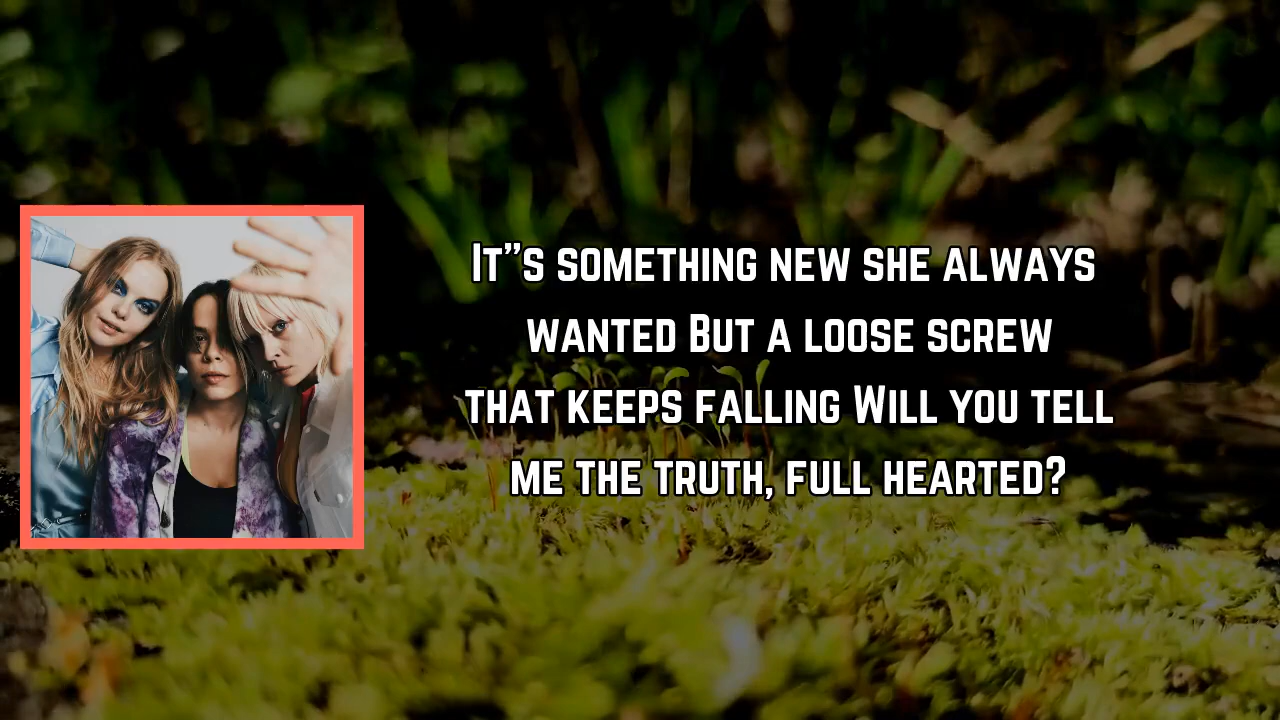 It”s something new she always
wanted But a loose screw
that keeps falling Will you tell
me the truth, full hearted?